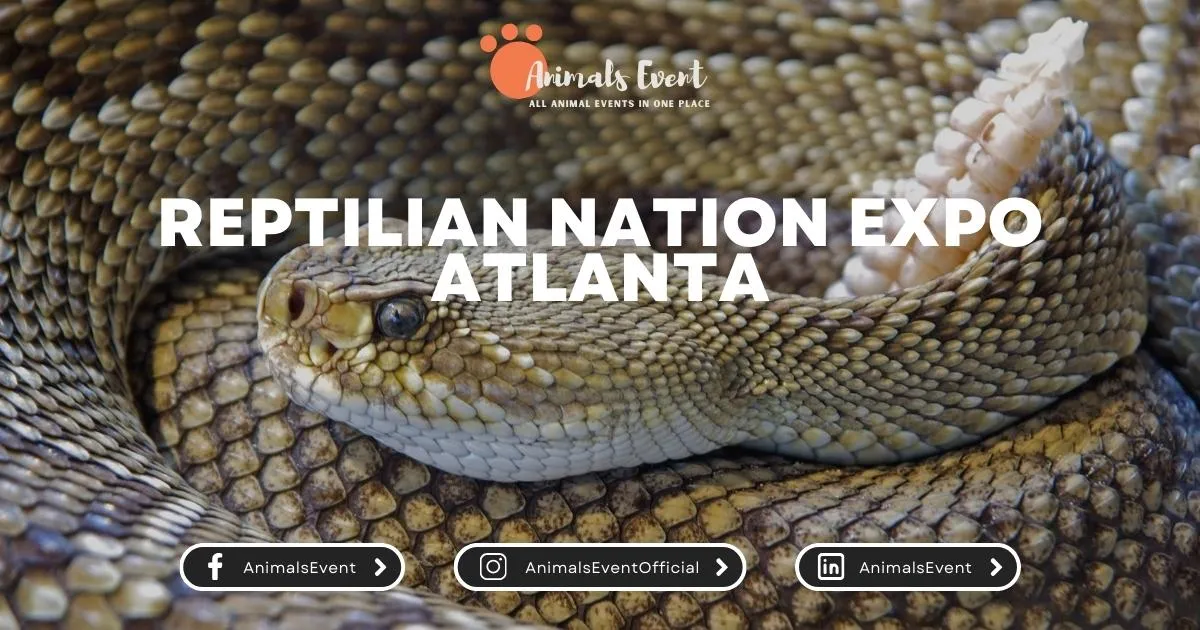 Animals Event
ALL ANIMAL EVENTS IN ONE PLACE
REPTILIAN NATION EXPO
ATLANTA
AnimalsEvent
AnimalsEventOfficial
AnimalsEvent